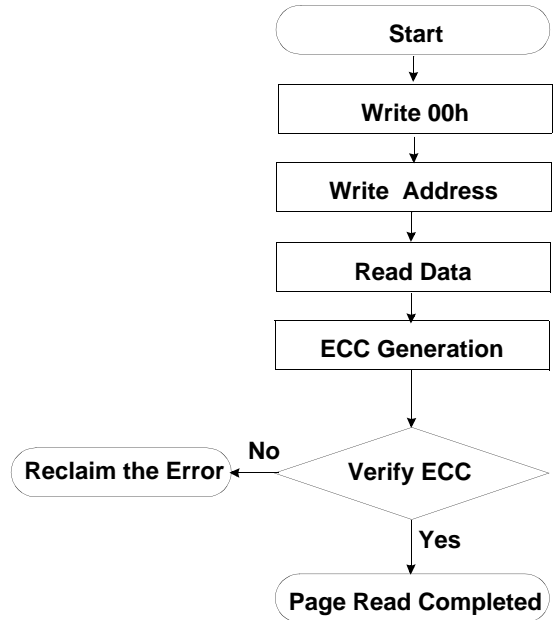 Start
Write 00h
Write Address
Read Data
ECC Generation
No
Reclaim the Error
Verify ECC
Yes
Page Read Completed